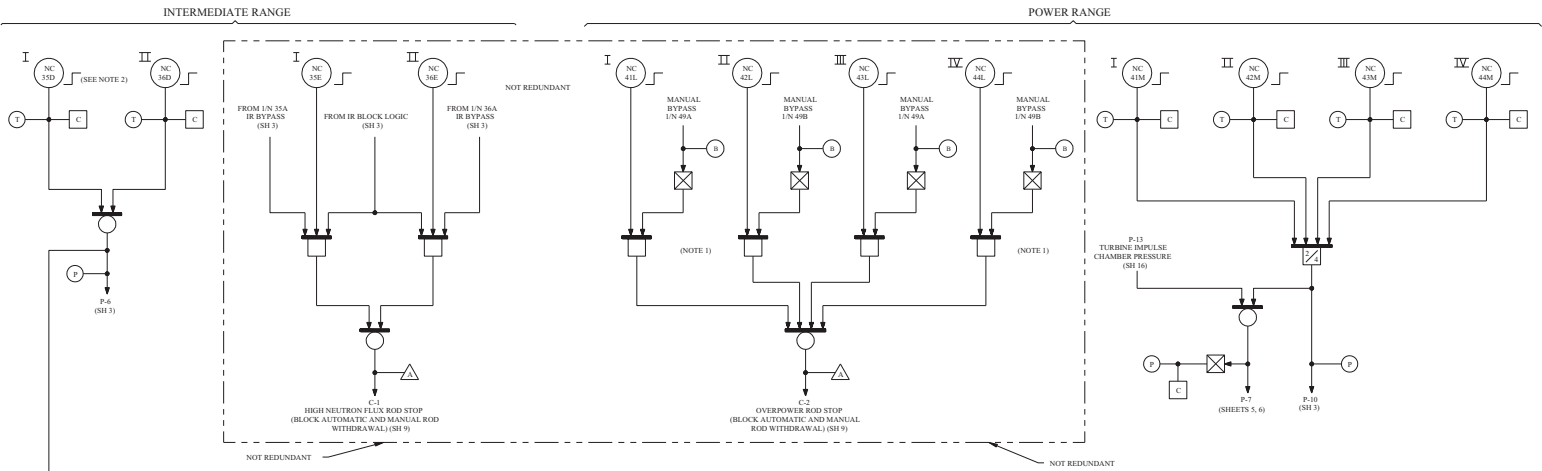 INTERMEDIATE RANGE
POWER RANGE
I
NC
35D
(SEE NOTE 2)
II
NC
36D
T
C
T
C
P
P-6
(SH 3)
I
NC
35E
II
NC
36E
NOT REDUNDANT
FROM 1/N 35A
IR BYPASS
(SH 3)
FROM IR BLOCK LOGIC
(SH 3)
FROM 1/N 36A
IR BYPASS
(SH 3)
A
C-1
HIGH NEUTRON FLUX ROD STOP
(BLOCK AUTOMATIC AND MANUAL ROD
WITHDRAWAL) (SH 9)
NOT REDUNDANT
I
NC
41L
II
NC
42L
III
NC
43L
IV
NC
44L
MANUAL
BYPASS
1/N 49A
MANUAL
BYPASS
1/N 49B
MANUAL
BYPASS
1/N 49A
MANUAL
BYPASS
1/N 49B
B
B
B
B
(NOTE 1)
(NOTE 1)
A
C-2
OVERPOWER ROD STOP
(BLOCK AUTOMATIC AND MANUAL
ROD WITHDRAWAL) (SH 9)
NOT REDUNDANT
I
NC
41M
II
NC
42M
III
NC
43M
IV
NC
44M
T
C
T
C
T
C
T
C
P-13
TURBINE IMPULSE
CHAMBER PRESSURE
(SH 16)
2/4
P
C
P
P-7
(SHEETS 5, 6)
P-10
(SH 3)